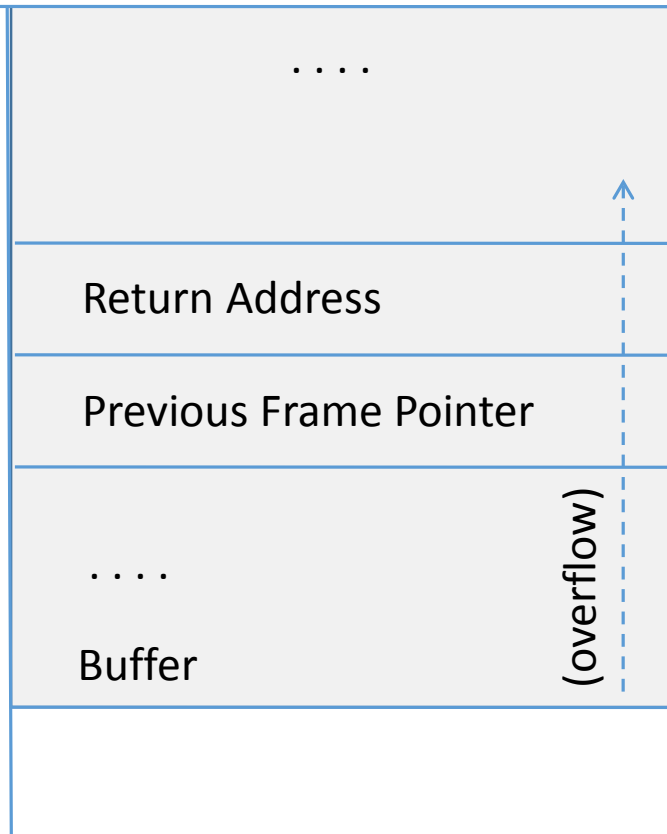 . . . .
Return Address
Previous Frame Pointer
. . . .
Buffer
(overflow)